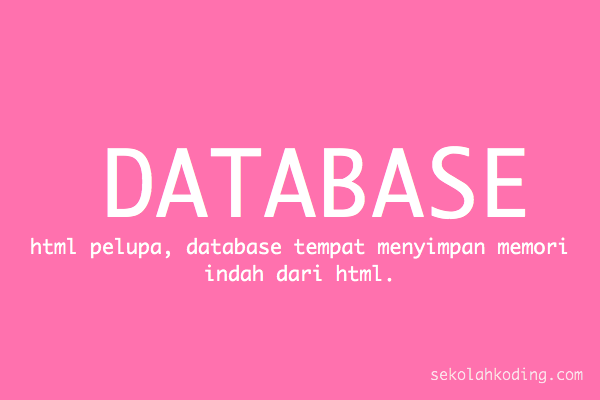 DATABASE
html pelupa, database tempat menyimpan memori
indah dari html.
sekolahkoding.com